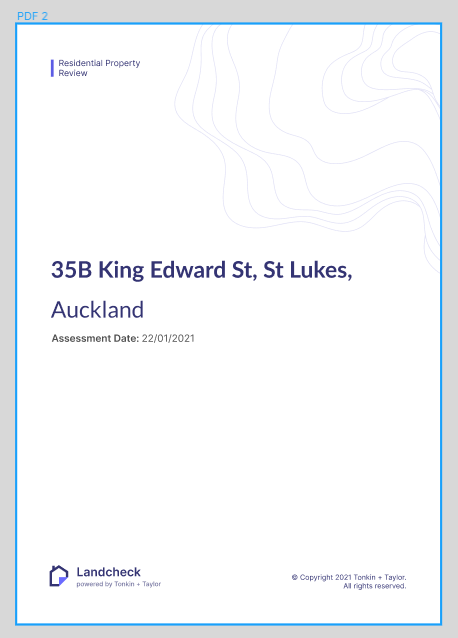 PDF 2
Residential Property
Review
35B King Edward St, St Lukes,
Auckland
Assessment Date: 22/01/2021
Landcheck
powered by Tonkin + Taylor
© Copyright 2021 Tonkin + Taylor.
All rights reserved.